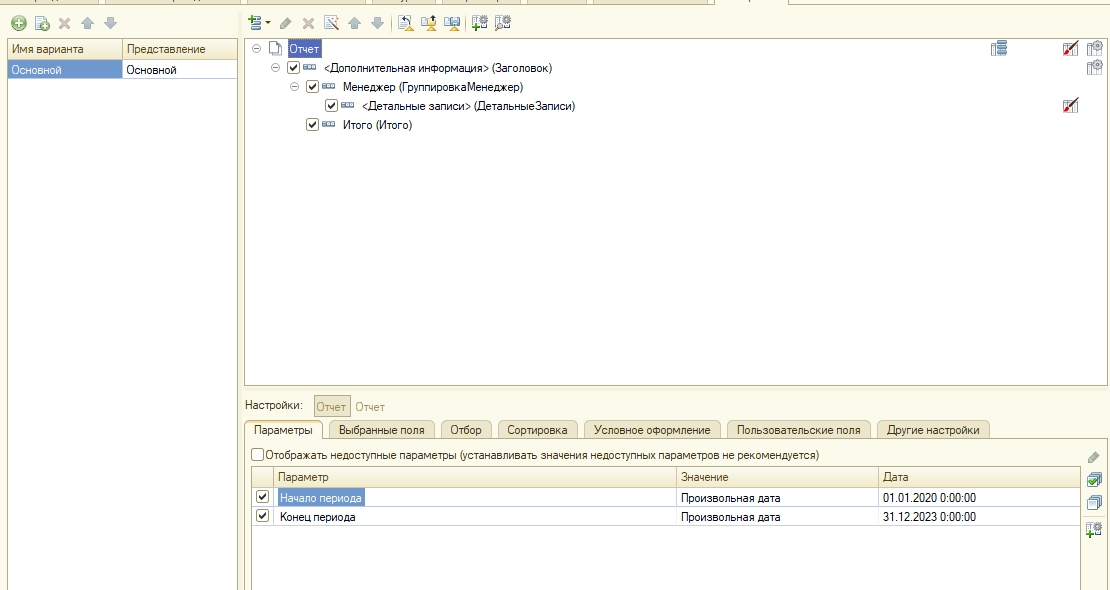 Имя варианта Представление
Основной Основной
Отчет
<Дополнительная информация> (Заголовок)
Менеджер (ГруппировкаМенеджер)
<Детальные записи> (ДетальныеЗаписи)
Итого (Итого)
Настройки: Отчет Отчет
Параметры Выбранные поля Отбор Сортировка Условное оформление Пользовательские поля Другие настройки
Отображать недоступные параметры (устанавливать значения недоступных параметров не рекомендуется)
Параметр Значение Дата
Начало периода Произвольная дата 01.01.2020 0:00:00
Конец периода Произвольная дата 31.12.2023 0:00:00